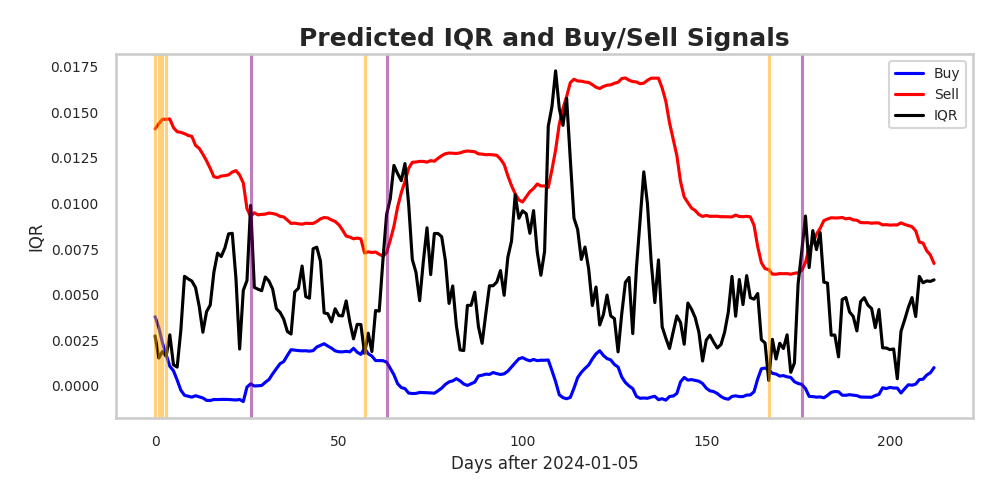 Predicted IQR and Buy/Sell Signals
0.0175
0.0150
0.0125
0.0100
0.0075
0.0050
0.0025
0.0000
IQR
Buy
Sell
IQR
0
50
100
150
200
Days after 2024-01-05